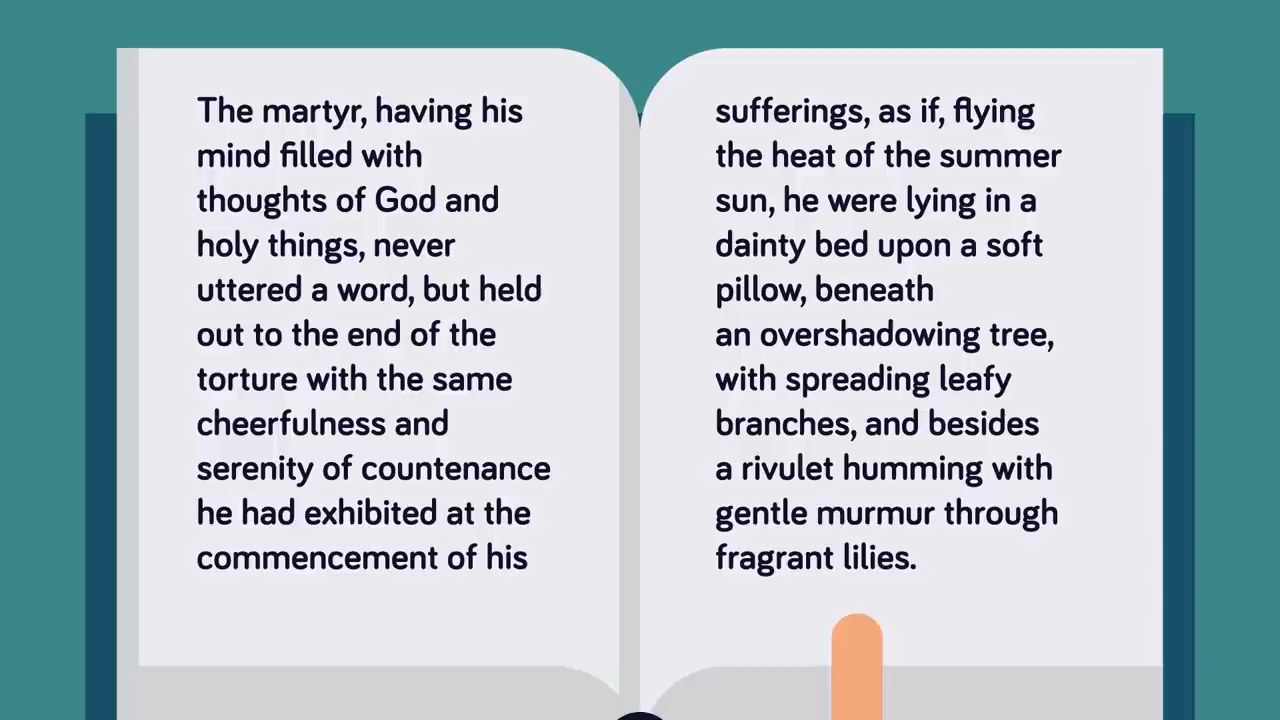 The martyr, having his
mind filled with
thoughts of God and
holy things, never
uttered a word, but held
out to the end of the
torture with the same
cheerfulness and
serenity of countenance
he had exhibited at the
commencement of his
sufferings, as if, flying
the heat of the summer
sun, he were lying in a
dainty bed upon a soft
pillow, beneath
an overshadowing tree,
with spreading leafy
branches, and besides
a rivulet humming with
gentle murmur through
fragrant lilies.